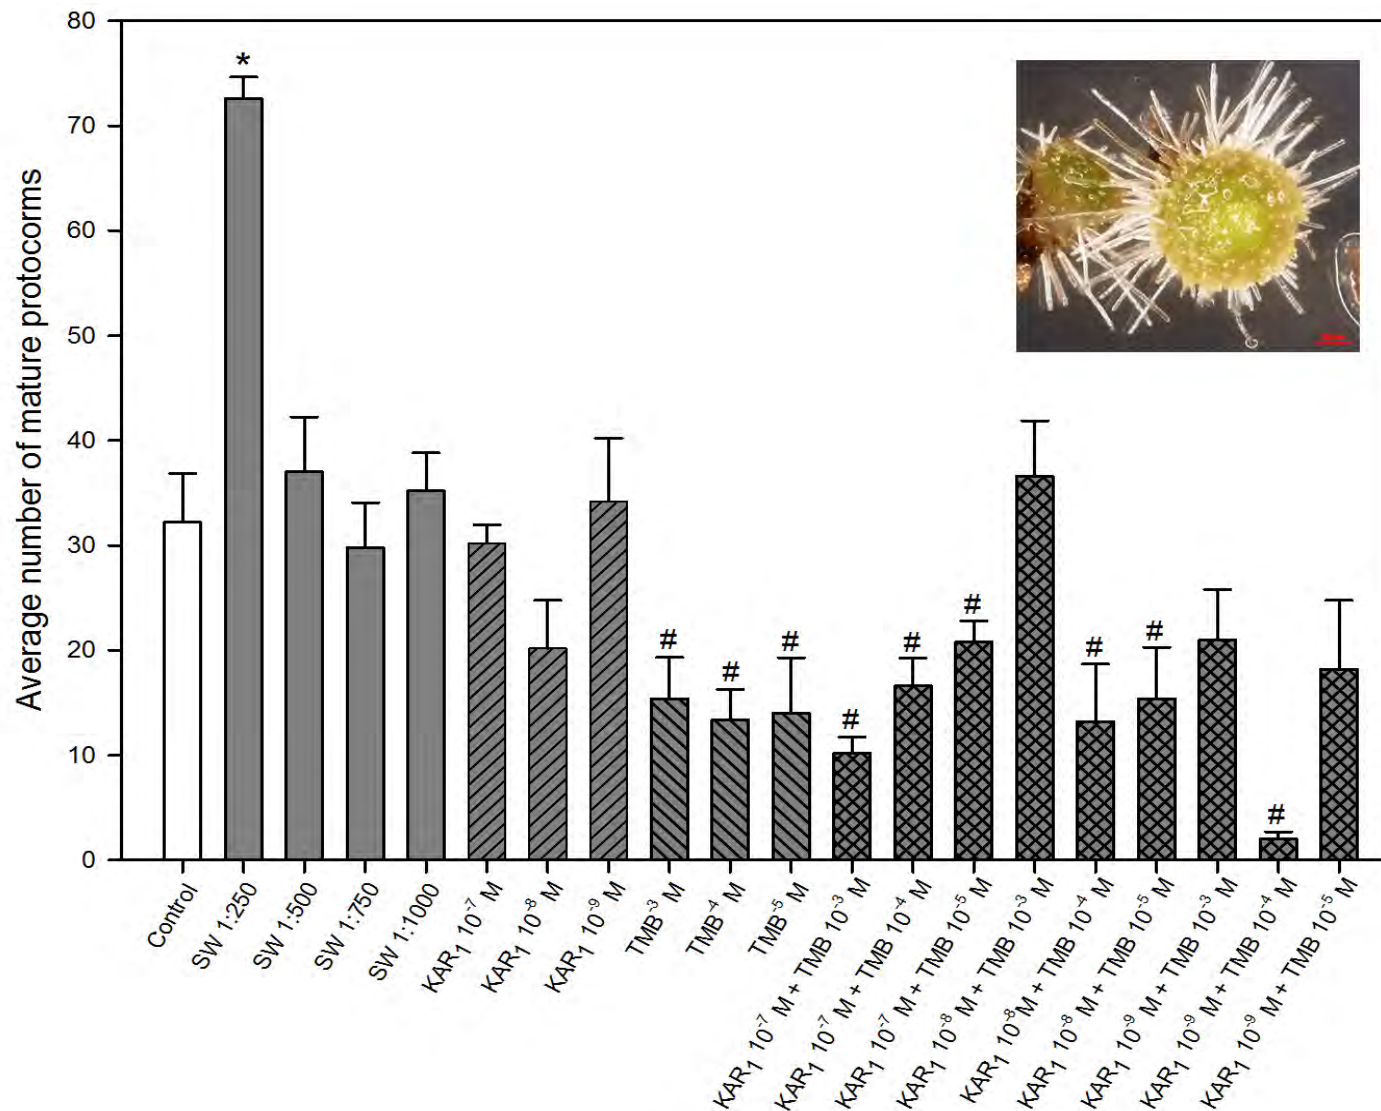 Average number of mature protocorms
80
70
60
50
40
30
20
10
0
*
#
#
#
#
#
#
#
#
#
Control
SW 1:250
SW 1:500
SW 1:750
SW 1:1000
KAR₁ 10⁻⁷ M
KAR₁ 10⁻⁸ M
KAR₁ 10⁻⁹ M
TMB⁻³ M
TMB⁻⁴ M
TMB⁻⁵ M
KAR₁ 10⁻⁷ M + TMB 10⁻³ M
KAR₁ 10⁻⁷ M + TMB 10⁻⁴ M
KAR₁ 10⁻⁷ M + TMB 10⁻⁵ M
KAR₁ 10⁻⁸ M + TMB 10⁻³ M
KAR₁ 10⁻⁸M + TMB 10⁻⁴ M
KAR₁ 10⁻⁸ M + TMB 10⁻⁵ M
KAR₁ 10⁻⁹ M + TMB 10⁻³ M
KAR₁ 10⁻⁹ M + TMB 10⁻⁴ M
KAR₁ 10⁻⁹ M + TMB 10⁻⁵ M